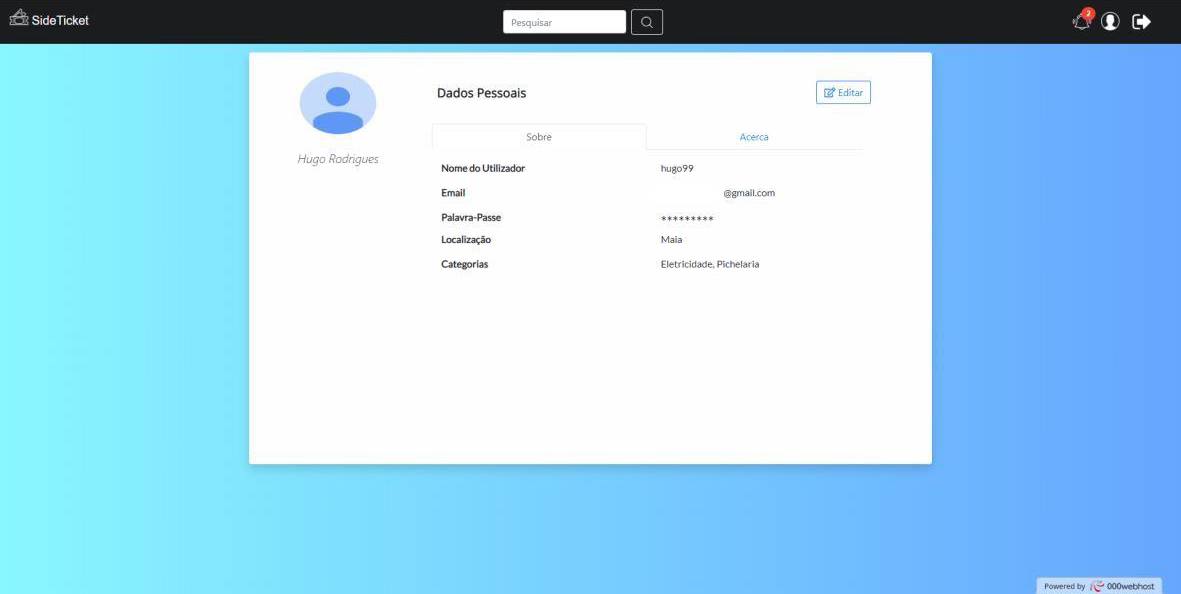 SideTicket
Pesquisar
2
Dados Pessoais
Editar
Hugo Rodrigues
Sobre
Acerca
Nome do Utilizador hugo99
Email @gmail.com
Palavra-Passe *********
Localização Maia
Categorias Eletricidade, Pichelaria
Powered by 000webhost